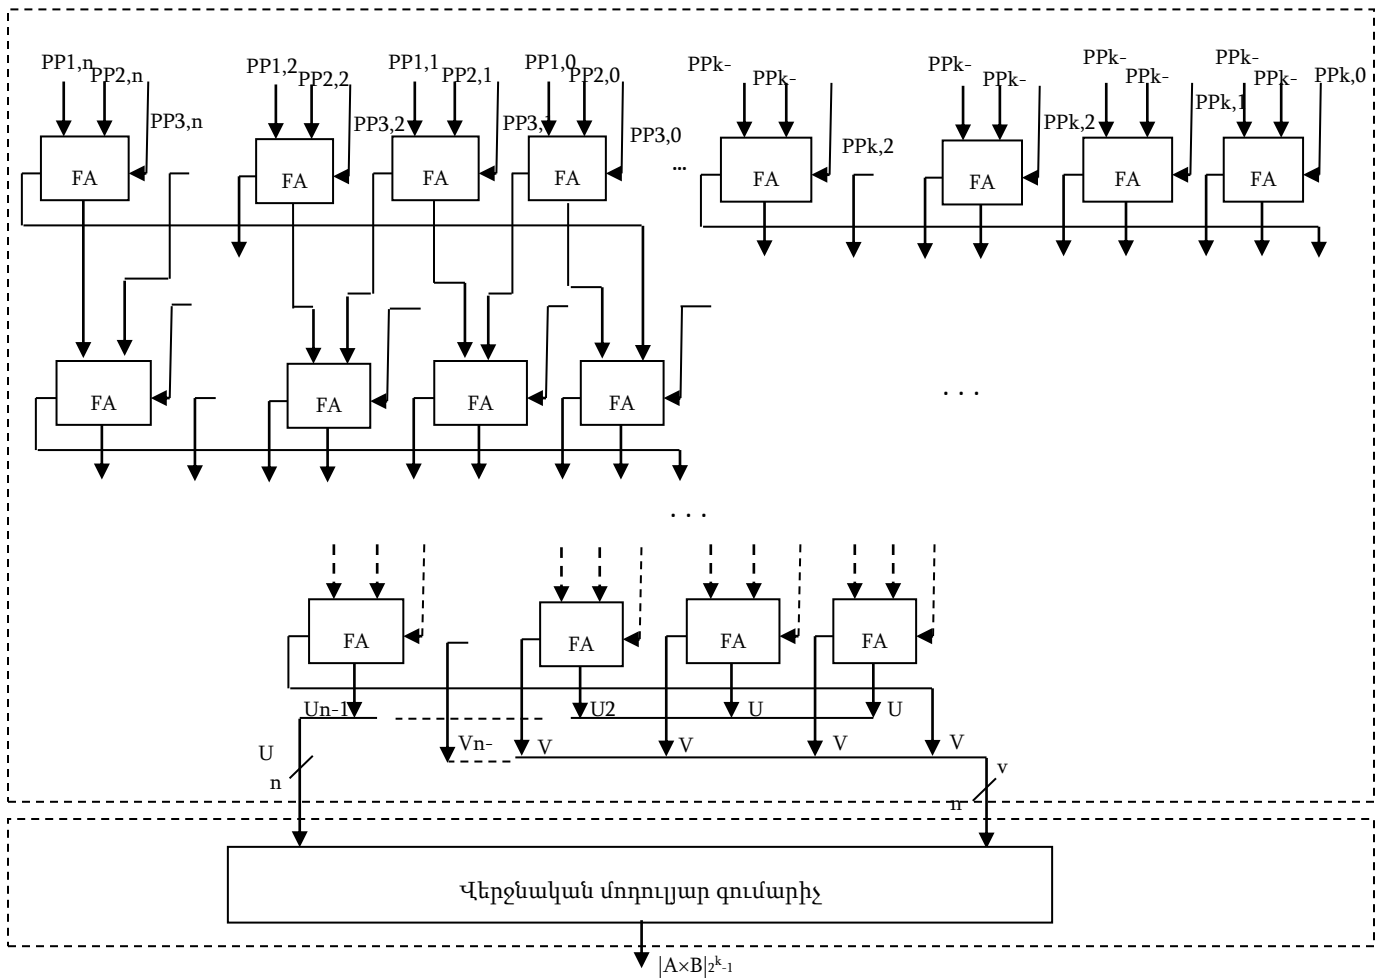 PP1,n PP2,n PP1,2 PP2,2 PP1,1 PP2,1 PP1,0 PP2,0 PPk- PPk- PPk- PPk- PPk- PPk- PPk- PPk- PPk,0
PP3,n PP3,2 PP3, PP3,0 PPk,2 PPk,2 PPk,1
FA FA FA FA ... FA FA FA FA
FA FA FA FA . . .
. . .
FA FA FA FA
Un-1 U2 U U
U Vn- V V V V
n v
n
Վերջնական մոդուլյար գումարիչ
|A×B|2^k-1